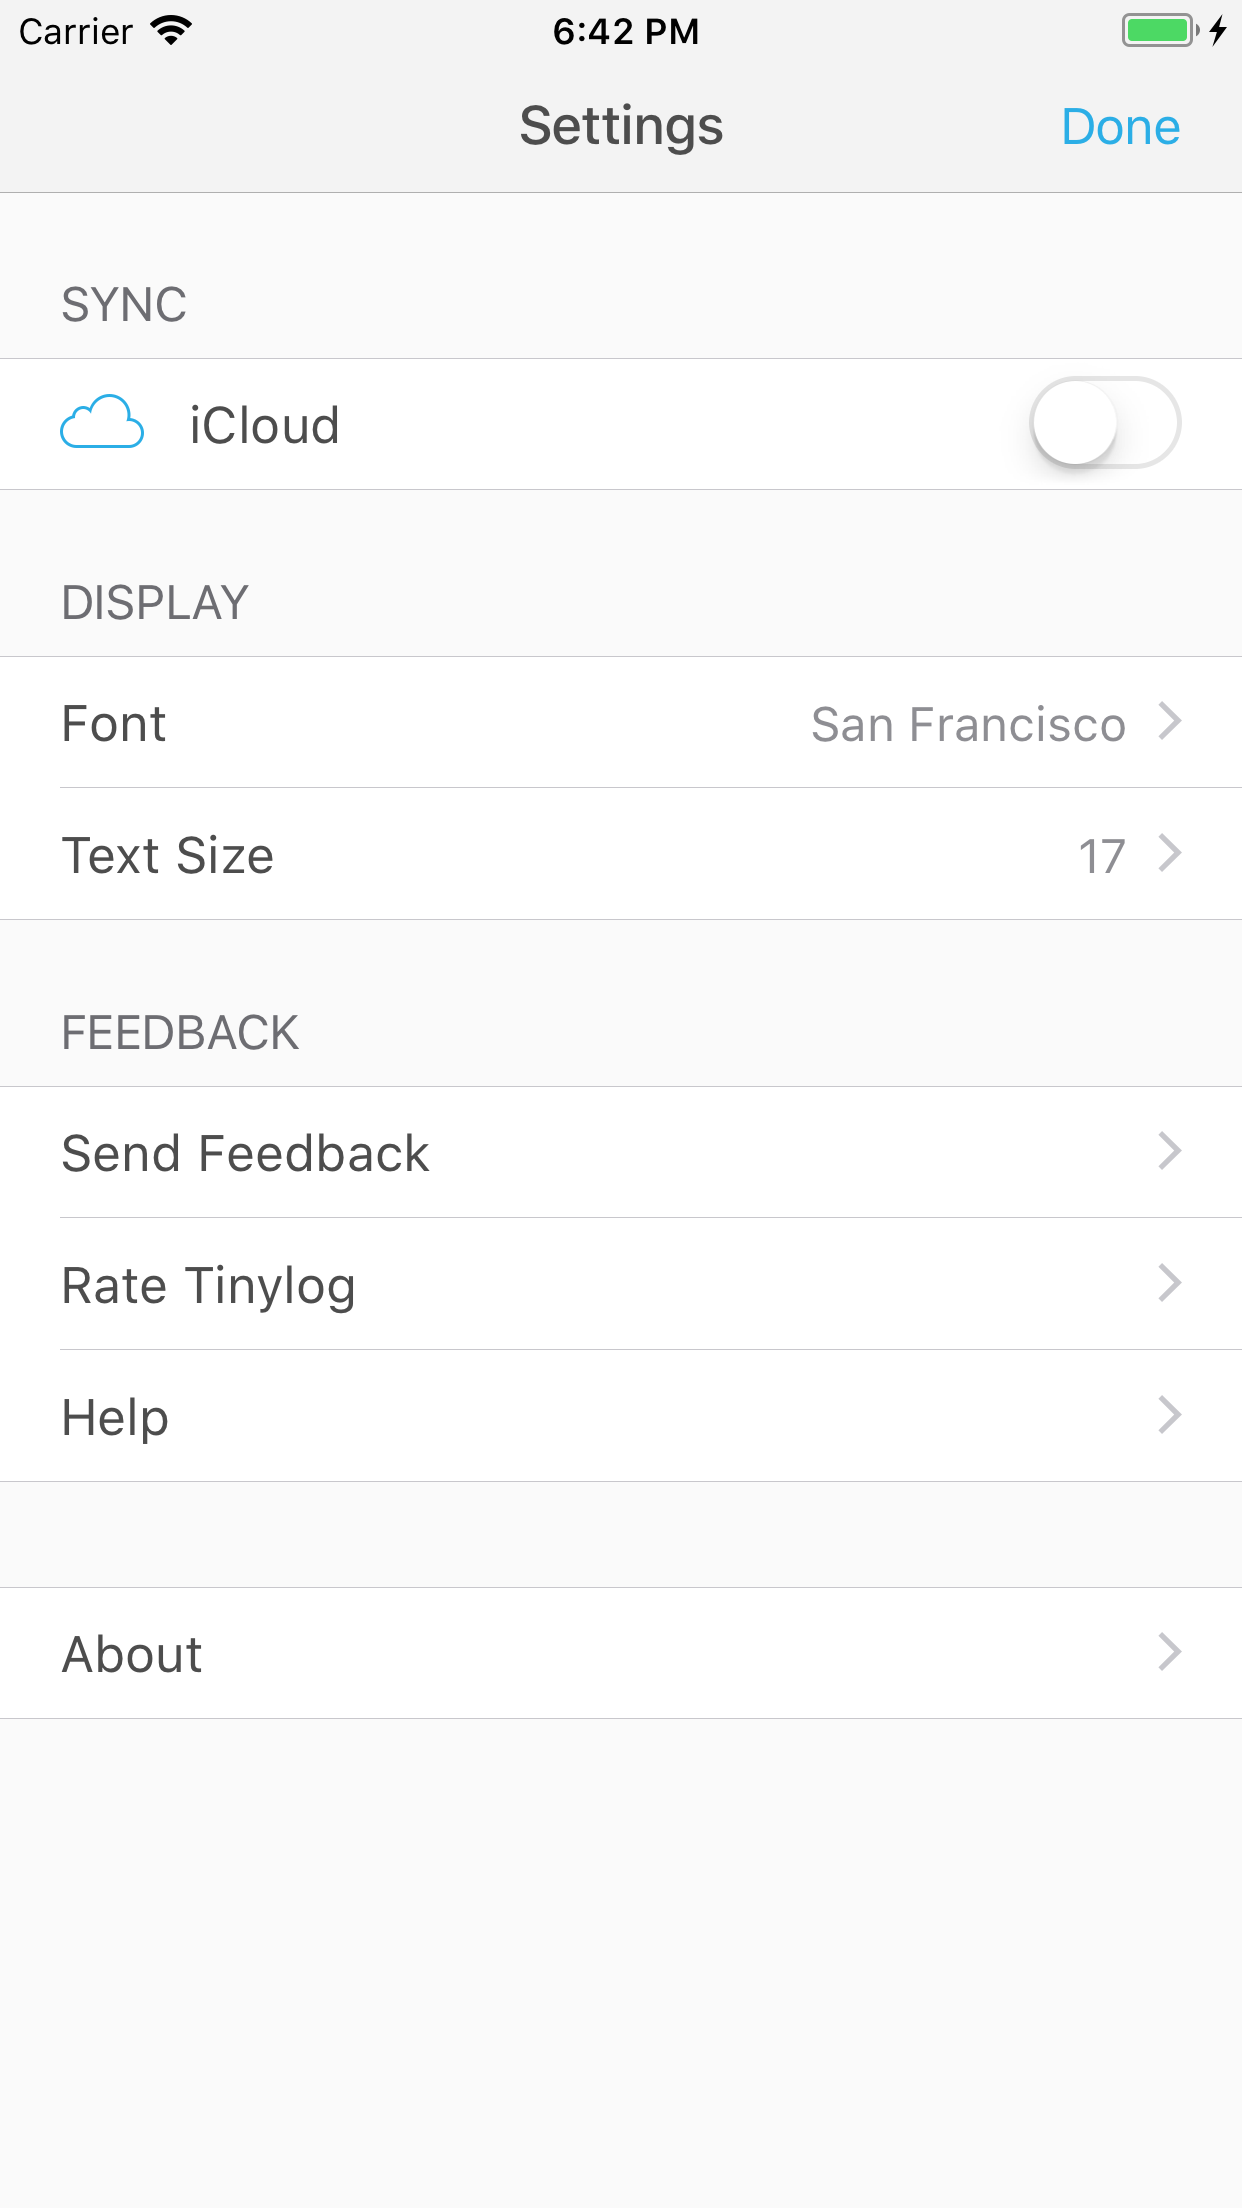 Carrier 6:42 PM
Settings Done
SYNC
iCloud
DISPLAY
Font San Francisco
Text Size 17
FEEDBACK
Send Feedback
Rate Tinylog
Help
About